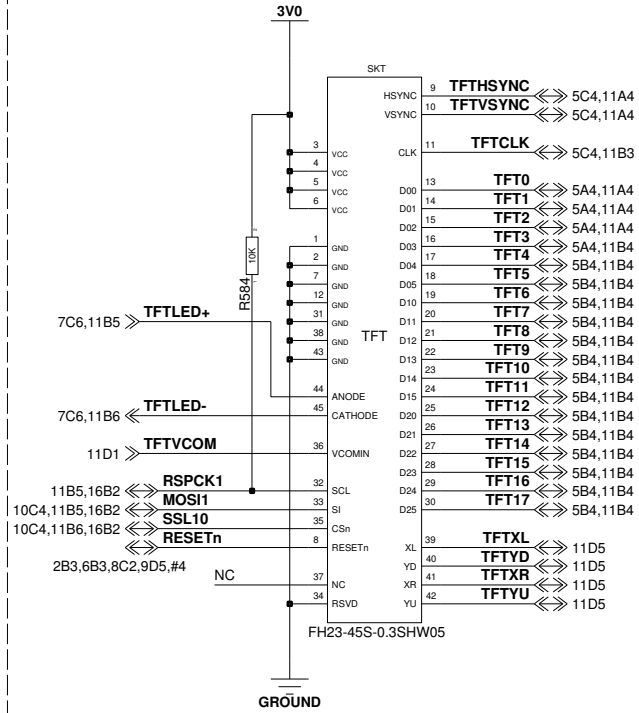 3V0
SKT
9 TFTHSYNC
HSYNC 5C4,11A4
10 TFTVSYNC
VSYNC 5C4,11A4
3 VCC
11 TFTCLK
CLK 5C4,11B3
4 VCC
5 VCC
13 TFT0
D00 5A4,11A4
6 VCC
14 TFT1
D01 5A4,11A4
15 TFT2
D02 5A4,11A4
1 GND
16 TFT3
D03 5A4,11B4
2 GND
17 TFT4
D04 5B4,11B4
7 GND
18 TFT5
D05 5B4,11B4
12 GND
19 TFT6
D10 5B4,11B4
31 GND
20 TFT7
D11 5B4,11B4
38 GND
21 TFT8
D12 5B4,11B4
43 GND
22 TFT9
D13 5B4,11B4
10K
R584
TFT
7C6,11B5 TFTLED+
23 TFT10
D14 5B4,11B4
44 ANODE
24 TFT11
D15 5B4,11B4
7C6,11B6 TFTLED-
45 CATHODE
25 TFT12
D20 5B4,11B4
26 TFT13
D21 5B4,11B4
11D1 TFTVCOM
36 VCOMIN
27 TFT14
D22 5B4,11B4
28 TFT15
D23 5B4,11B4
11B5,16B2 RSPCK1
32 SCL
29 TFT16
D24 5B4,11B4
10C4,11B5,16B2 MOSI1
33 SI
30 TFT17
D25 5B4,11B4
10C4,11B6,16B2 SSL10
35 CSn
RESETn
8 RESETn
2B3,6B3,8C2,9D5,#4
39 TFTXL
XL 11D5
40 TFTYD
YD 11D5
NC
37 NC
41 TFTXR
XR 11D5
34 RSVD
42 TFTYU
YU 11D5
FH23-45S-0.3SHW05
GROUND